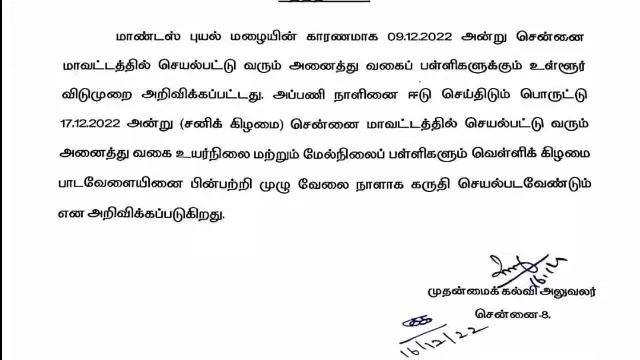 மாண்டஸ் புயல் மழையின் காரணமாக 09.12.2022 அன்று சென்னை
மாவட்டத்தில் செயல்பட்டு வரும் அனைத்து வகைப் பள்ளிகளுக்கும் உள்ளூர்
விடுமுறை அறிவிக்கப்பட்டது. அப்பணி நாளினை ஈடு செய்திடும் பொருட்டு
17.12.2022 அன்று (சனிக் கிழமை) சென்னை மாவட்டத்தில் செயல்பட்டு வரும்
அனைத்து வகை உயர்நிலை மற்றும் மேல்நிலைப் பள்ளிகளும் வெள்ளிக் கிழமை
பாடவேளையினை பின்பற்றி முழு வேலை நாளாக கருதி செயல்படவேண்டும்
என அறிவிக்கப்படுகிறது.
16.12
முதன்மைக் கல்வி அலுவலர்
சென்னை-8.
16/12/22